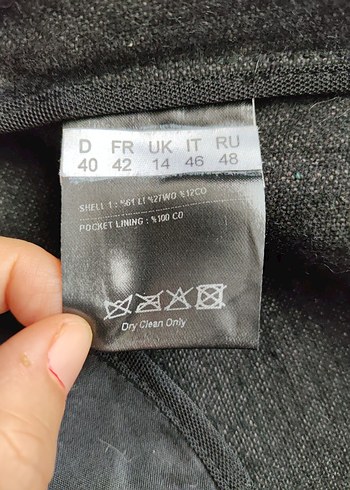 D FR UK IT RU
40 42 14 46 48
SHELL 1 : %61 LI %27WO %12CO
POCKET LINING : %100 CO
Dry Clean Only